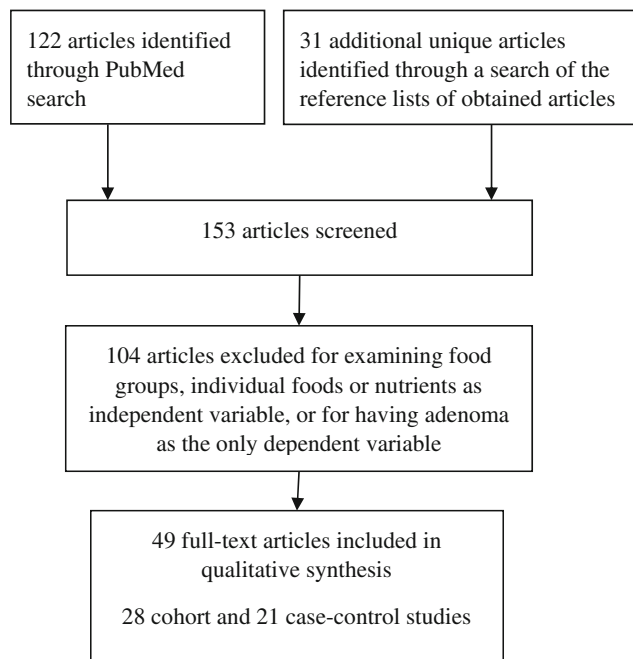 122 articles identified
through PubMed
search
31 additional unique articles
identified through a search of the
reference lists of obtained articles
153 articles screened
104 articles excluded for examining food
groups, individual foods or nutrients as
independent variable, or for having adenoma
as the only dependent variable
49 full-text articles included in
qualitative synthesis
28 cohort and 21 case-control studies